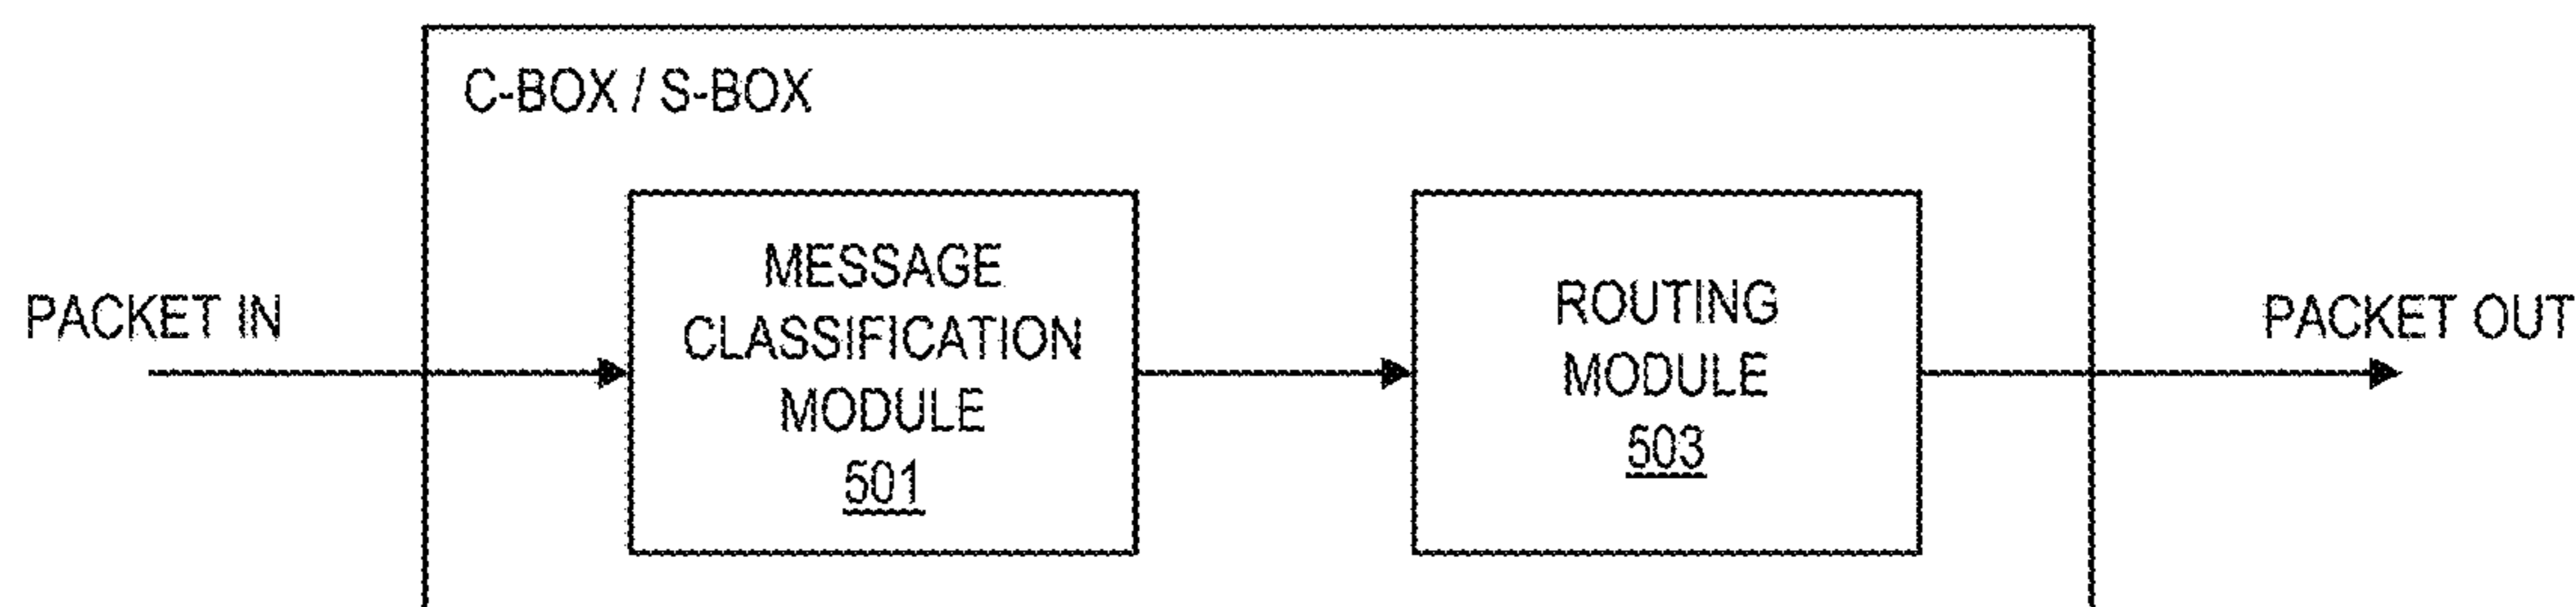 C-BOX / S-BOX
PACKET IN
MESSAGE
CLASSIFICATION
MODULE
501
ROUTING
MODULE
503
PACKET OUT